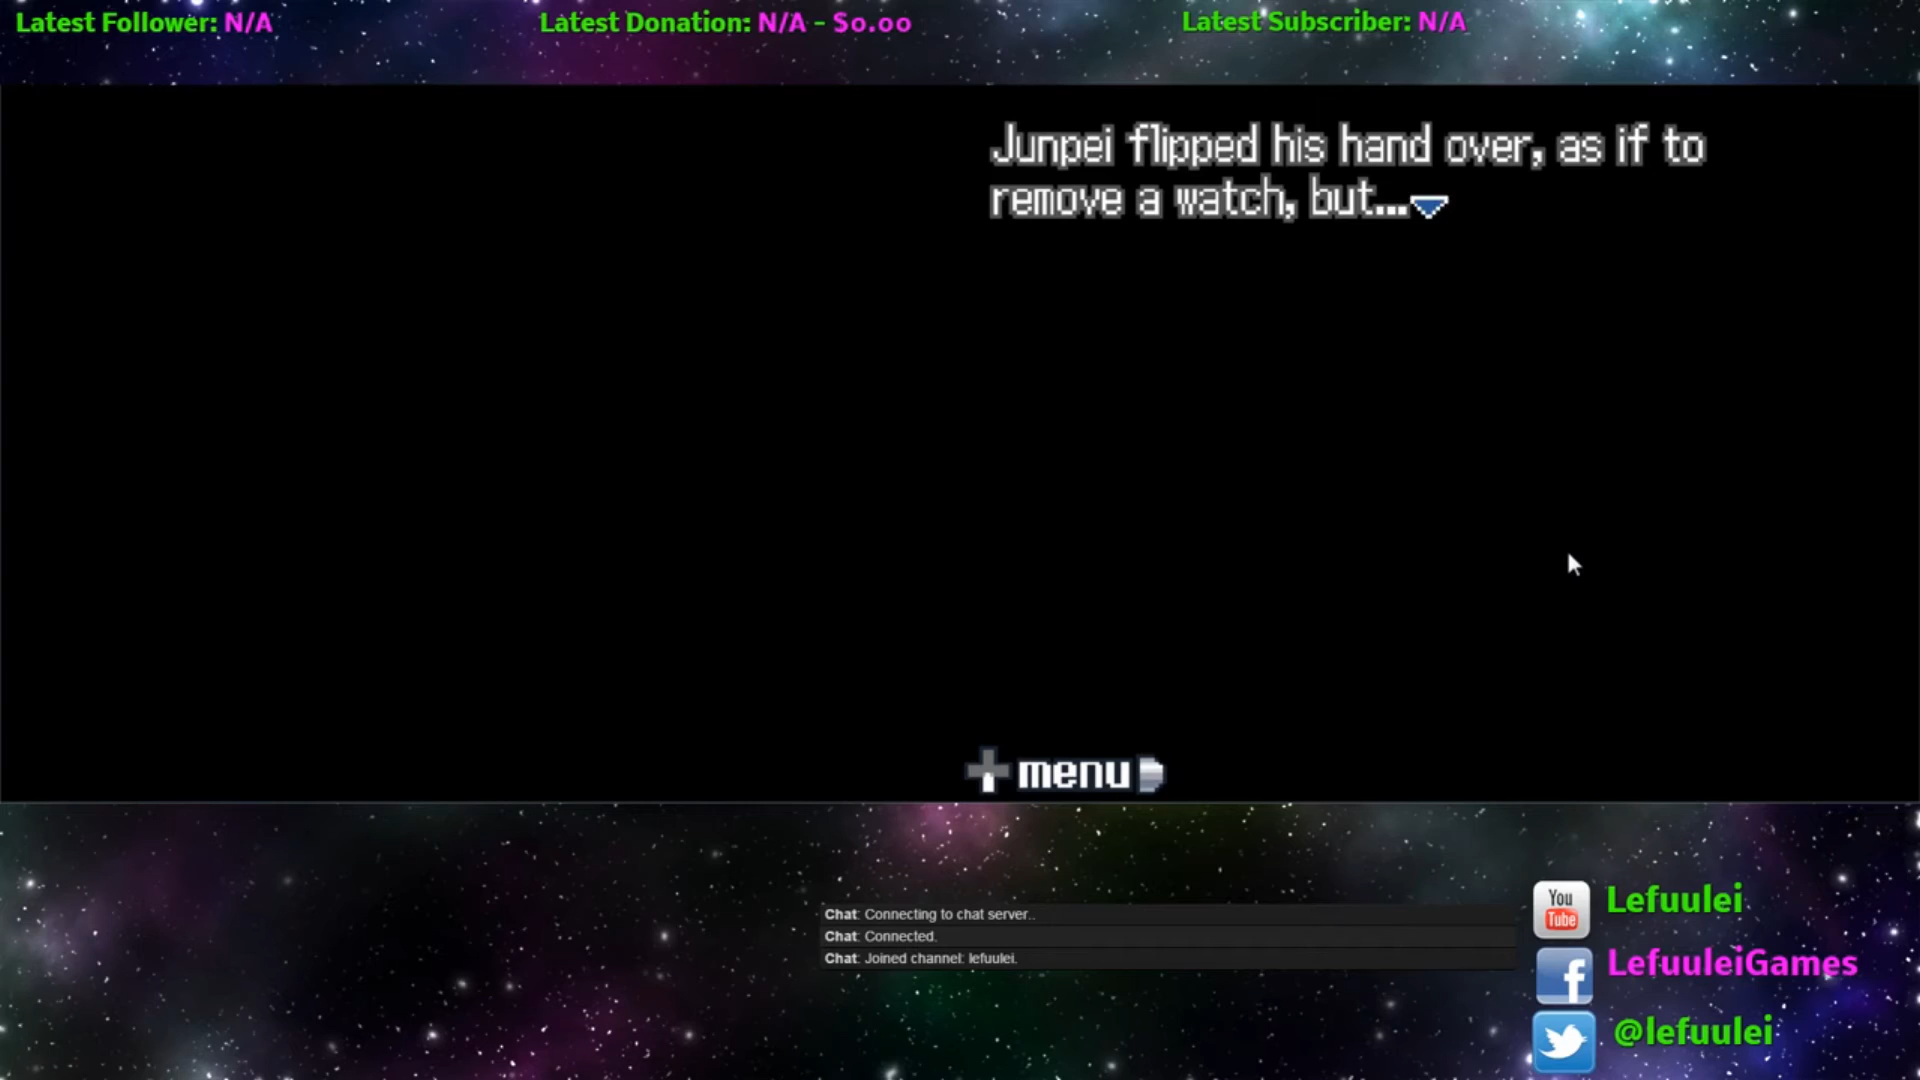 Latest Follower: N/A
Latest Donation: N/A - $0.00
Latest Subscriber: N/A
Junpei flipped his hand over, as if to
remove a watch, but...
menu
Chat: Connecting to chat server..
Chat: Connected.
Chat: Joined channel: lefuulei.
You
Tube
Lefuulei
f
LefuuleiGames
@lefuulei